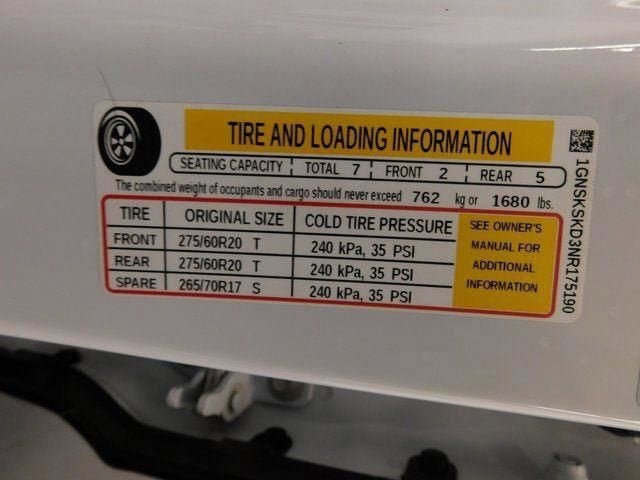 TIRE AND LOADING INFORMATION
SEATING CAPACITY TOTAL 7 FRONT 2 REAR 5
The combined weight of occupants and cargo should never exceed 762 kg or 1680 lbs.
TIRE ORIGINAL SIZE COLD TIRE PRESSURE
FRONT 275/60R20 T 240 kPa, 35 PSI
REAR 275/60R20 T 240 kPa, 35 PSI
SPARE 265/70R17 S 240 kPa, 35 PSI
SEE OWNER'S
MANUAL FOR
ADDITIONAL
INFORMATION
1GNSKSKD3NR175190